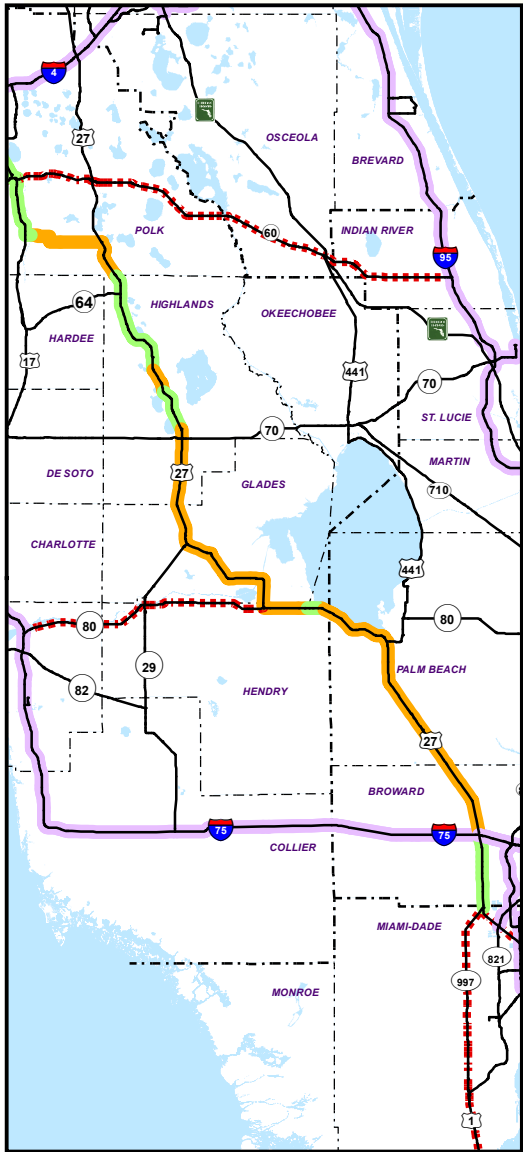 4
27
OSCEOLA
BREVARD
POLK
60
INDIAN RIVER
95
64
HIGHLANDS
OKEECHOBEE
HARDEE
17
441
70
ST. LUCIE
70
MARTIN
DE SOTO
27
GLADES
710
CHARLOTTE
441
80
80
29
PALM BEACH
82
HENDRY
27
BROWARD
75
75
COLLIER
MIAMI-DADE
821
997
MONROE
1